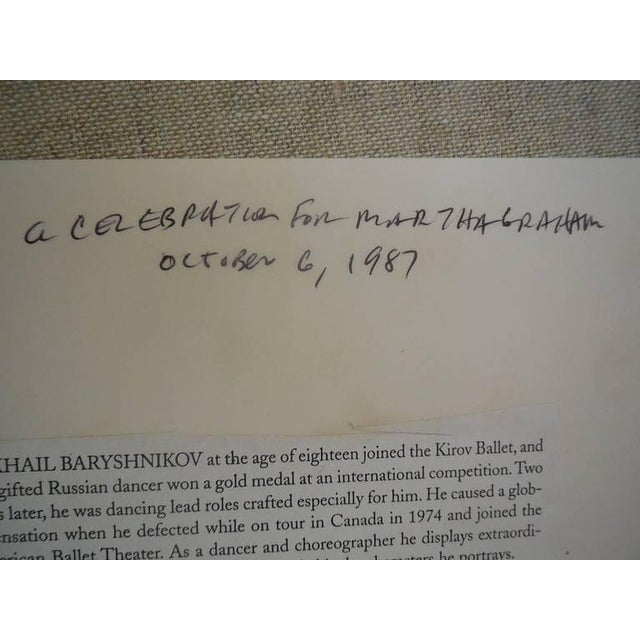 a CELEBRATION FOR MARTHA GRAHAM
OCTOBER 6, 1987
KHAIL BARYSHNIKOV at the age of eighteen joined the Kirov Ballet, and
gifted Russian dancer won a gold medal at an international competition. Two
s later, he was dancing lead roles crafted especially for him. He caused a glob-
ensation when he defected while on tour in Canada in 1974 and joined the
erican Ballet Theater. As a dancer and choreographer he displays extraordi-
he portrays.